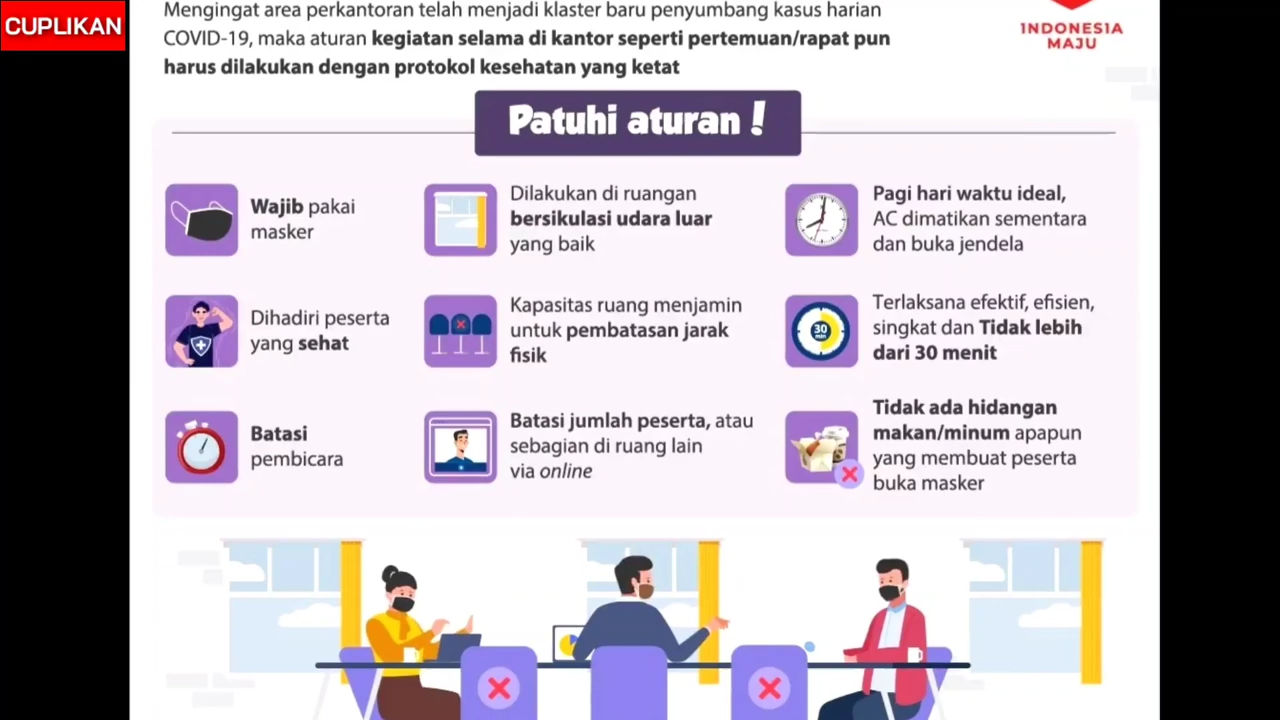 CUPLIKAN
Mengingat area perkantoran telah menjadi klaster baru penyumbang kasus harian
COVID-19, maka aturan kegiatan selama di kantor seperti pertemuan/rapat pun
harus dilakukan dengan protokol kesehatan yang ketat
INDONESIA
MAJU
Patuhi aturan!
Wajib pakai
masker
Dilakukan di ruangan
bersikulasi udara luar
yang baik
Pagi hari waktu ideal,
AC dimatikan sementara
dan buka jendela
Dihadiri peserta
yang sehat
Kapasitas ruang menjamin
untuk pembatasan jarak
fisik
30
min
Terlaksana efektif, efisien,
singkat dan Tidak lebih
dari 30 menit
Batasi
pembicara
Batasi jumlah peserta, atau
sebagian di ruang lain
via online
Tidak ada hidangan
makan/minum apapun
yang membuat peserta
buka masker